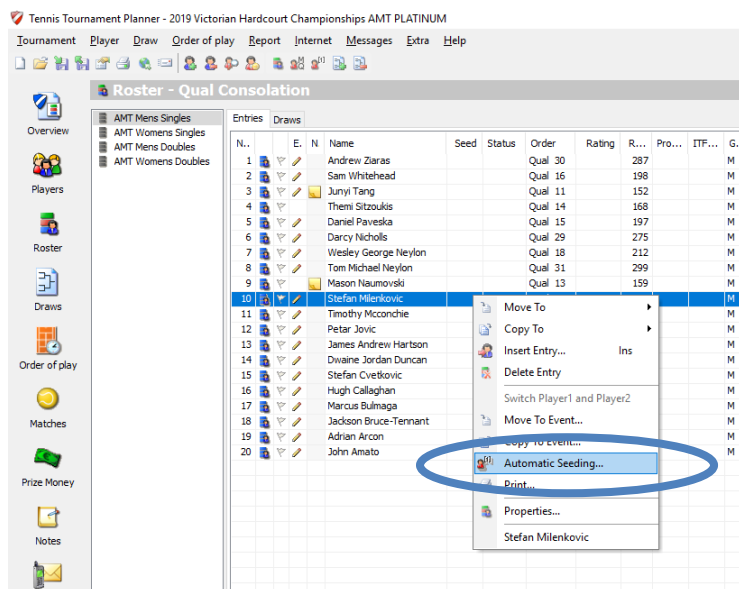 Tennis Tournament Planner - 2019 Victorian Hardcourt Championships AMT PLATINUM
Tournament Player Draw Order of play Report Internet Messages Extra Help
Roster - Qual Consolation
Overview
Players
Roster
Draws
Order of play
Matches
Prize Money
Notes
AMT Mens Singles
AMT Womens Singles
AMT Mens Doubles
AMT Womens Doubles
Entries Draws
N.. E. N Name Seed Status Order Rating R... Pro... ITF... G.
1 Andrew Ziaras Qual 30 287 M
2 Sam Whitehead Qual 16 198 M
3 Junyi Tang Qual 11 152 M
4 Themi Sitzoukis Qual 14 168 M
5 Daniel Paveska Qual 15 197 M
6 Darcy Nicholls Qual 29 275 M
7 Wesley George Neylon Qual 18 212 M
8 Tom Michael Neylon Qual 31 299 M
9 Mason Naumovski Qual 13 159 M
10 Stefan Milenkovic M
11 Timothy Mcconchie M
12 Petar Jovic M
13 James Andrew Hartson M
14 Dwaine Jordan Duncan M
15 Stefan Cvetkovic M
16 Hugh Callaghan M
17 Marcus Bulmaga M
18 Jackson Bruce-Tennant M
19 Adrian Arcon M
20 John Amato M
Move To
Copy To
Insert Entry... Ins
Delete Entry
Switch Player1 and Player2
Move To Event...
Copy To Event...
Automatic Seeding...
Print...
Properties...
Stefan Milenkovic